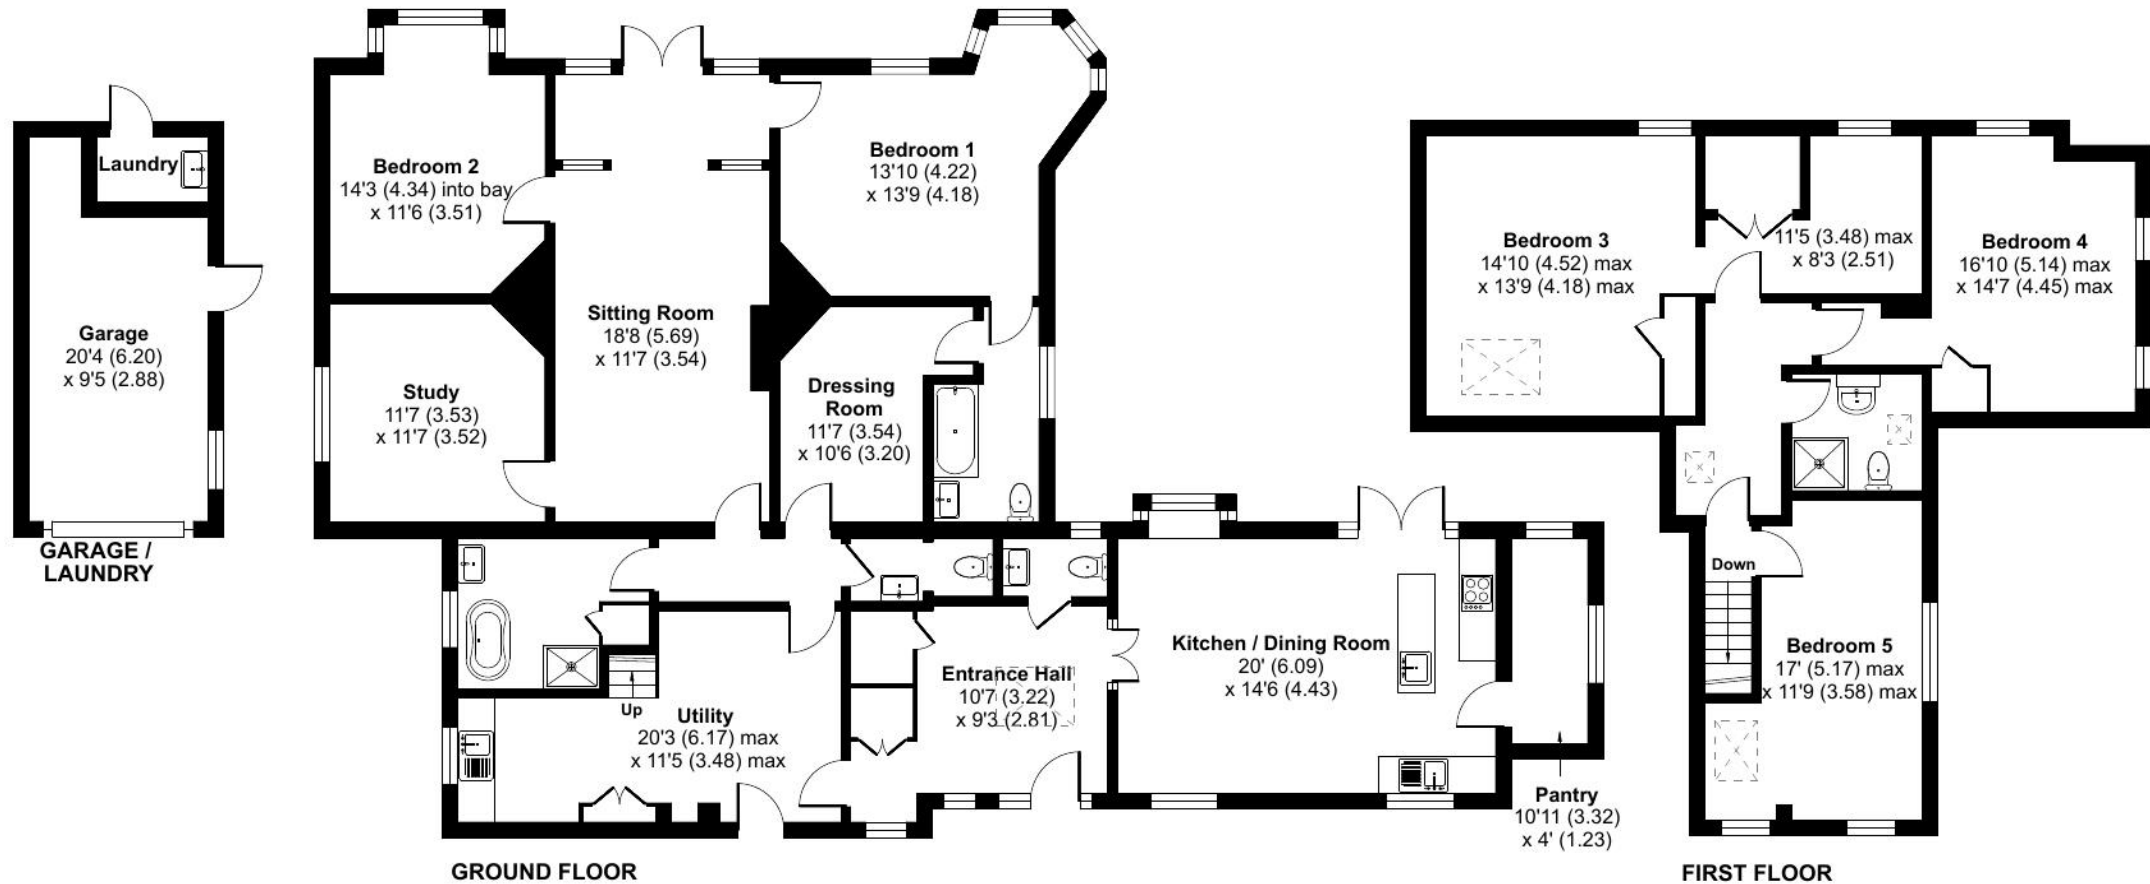 Laundry
Garage
20'4 (6.20)
x 9'5 (2.88)
GARAGE /
LAUNDRY
Bedroom 2
14'3 (4.34) into bay
x 11'6 (3.51)
Bedroom 1
13'10 (4.22)
x 13'9 (4.18)
Sitting Room
18'8 (5.69)
x 11'7 (3.54)
Study
11'7 (3.53)
x 11'7 (3.52)
Dressing
Room
11'7 (3.54)
x 10'6 (3.20)
Kitchen / Dining Room
20' (6.09)
x 14'6 (4.43)
Entrance Hall
10'7 (3.22)
x 9'3 (2.81)
Up
Utility
20'3 (6.17) max
x 11'5 (3.48) max
Pantry
10'11 (3.32)
x 4' (1.23)
GROUND FLOOR
Bedroom 3
14'10 (4.52) max
x 13'9 (4.18) max
11'5 (3.48) max
x 8'3 (2.51)
Bedroom 4
16'10 (5.14) max
x 14'7 (4.45) max
Down
Bedroom 5
17' (5.17) max
x 11'9 (3.58) max
FIRST FLOOR